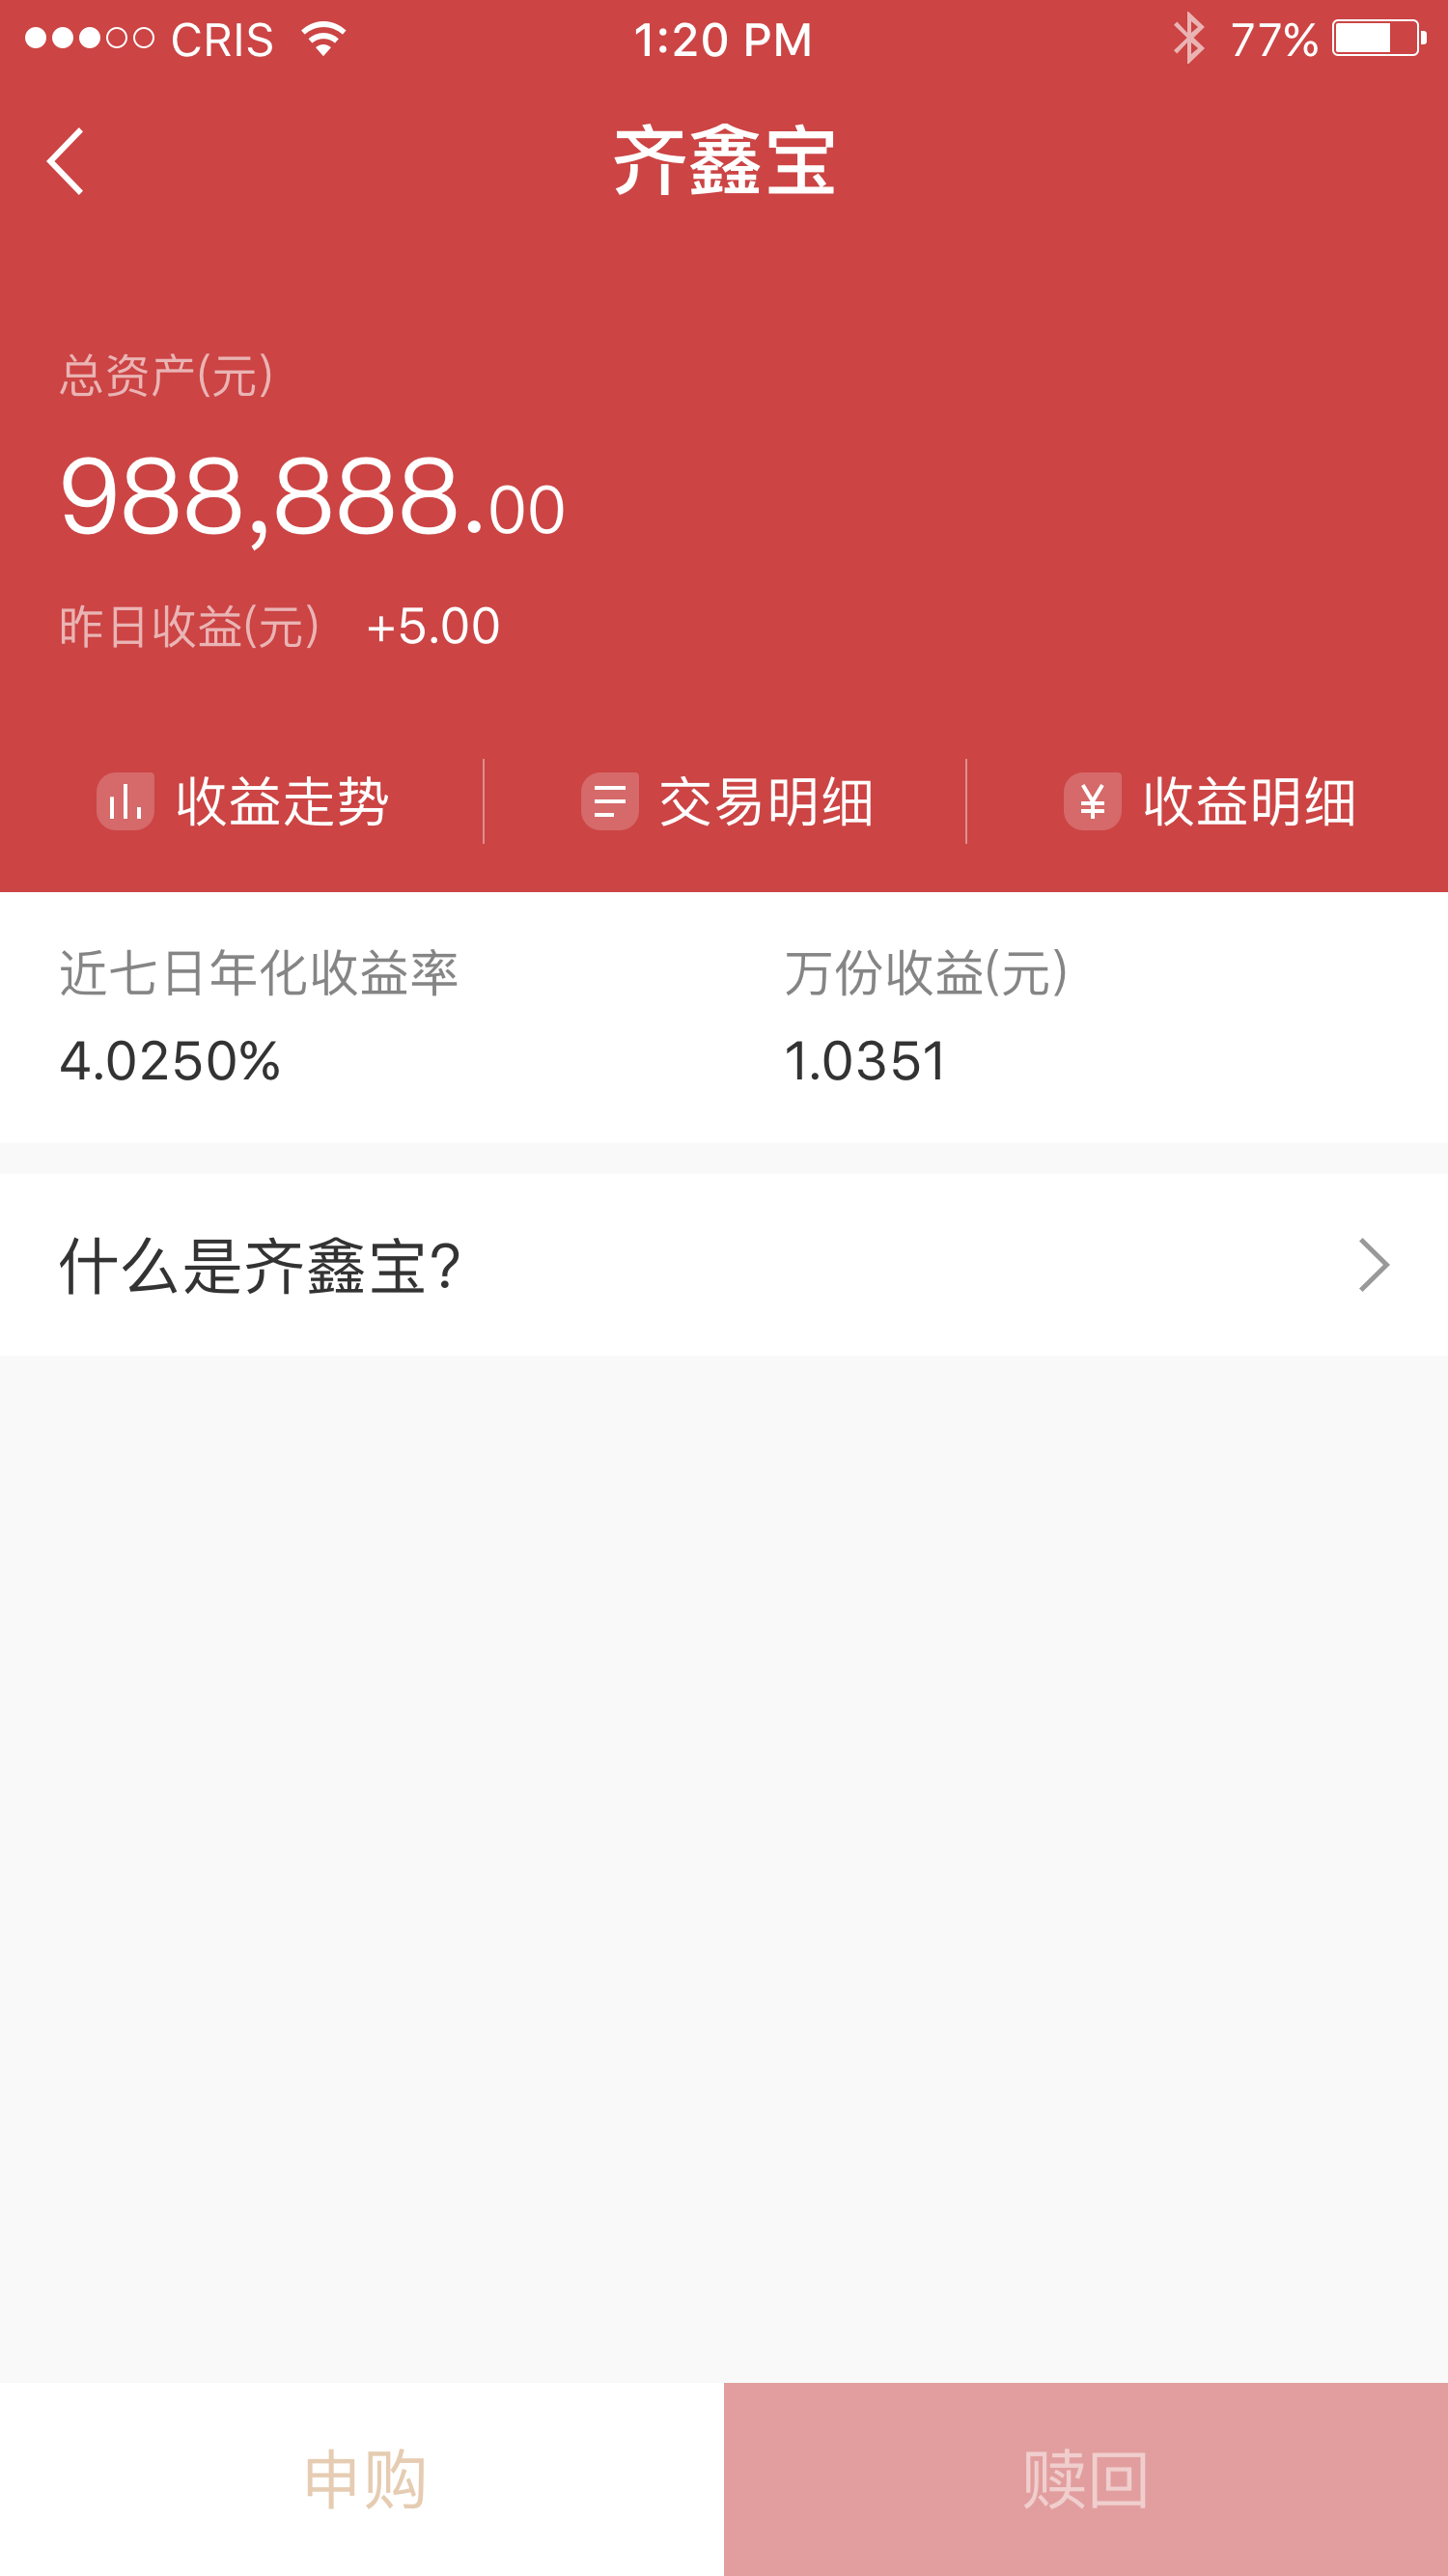 CRIS 1:20 PM 77%
齐鑫宝
总资产(元)
988,888.00
昨日收益(元) +5.00
收益走势 交易明细 收益明细
近七日年化收益率 万份收益(元)
4.0250% 1.0351
什么是齐鑫宝?
申购 赎回